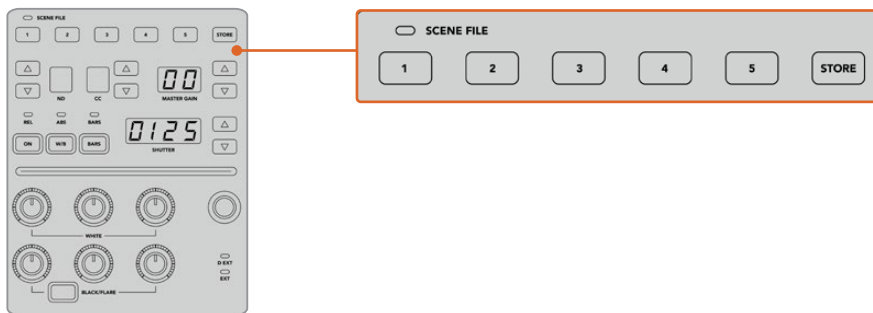 SCENE FILE
1 2 3 4 5 STORE
ND CC MASTER GAIN
00
REL ABS BARS
ON W/B BARS
0125
SHUTTER
WHITE
D EXT
EXT
BLACK/FLARE
SCENE FILE
1 2 3 4 5 STORE